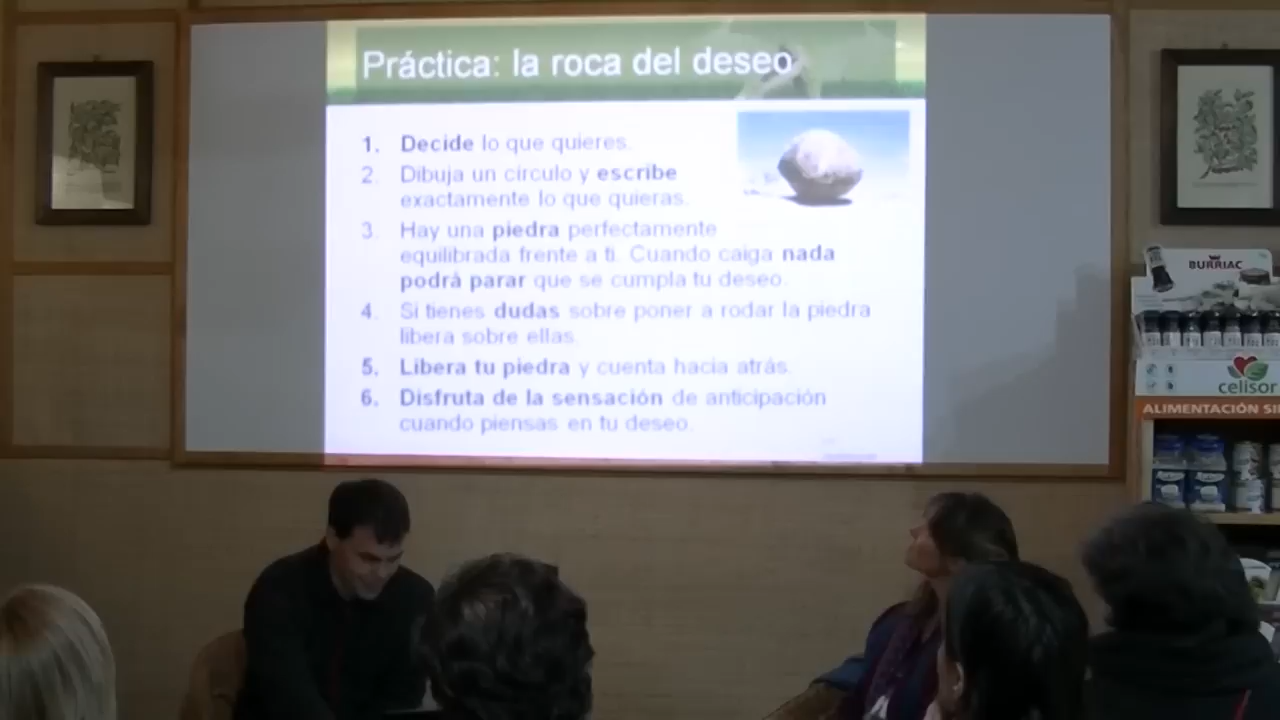 Práctica: la roca del deseo
1. Decide lo que quieres.
2. Dibuja un círculo y escribe
exactamente lo que quieras.
3. Hay una piedra perfectamente
equilibrada frente a ti. Cuando caiga nada
podrá parar que se cumpla tu deseo.
4. Si tienes dudas sobre poner a rodar la piedra
libera sobre ellas.
5. Libera tu piedra y cuenta hacia atrás.
6. Disfruta de la sensación de anticipación
cuando piensas en tu deseo.
BURRIAC
celisor
ALIMENTACIÓN SI